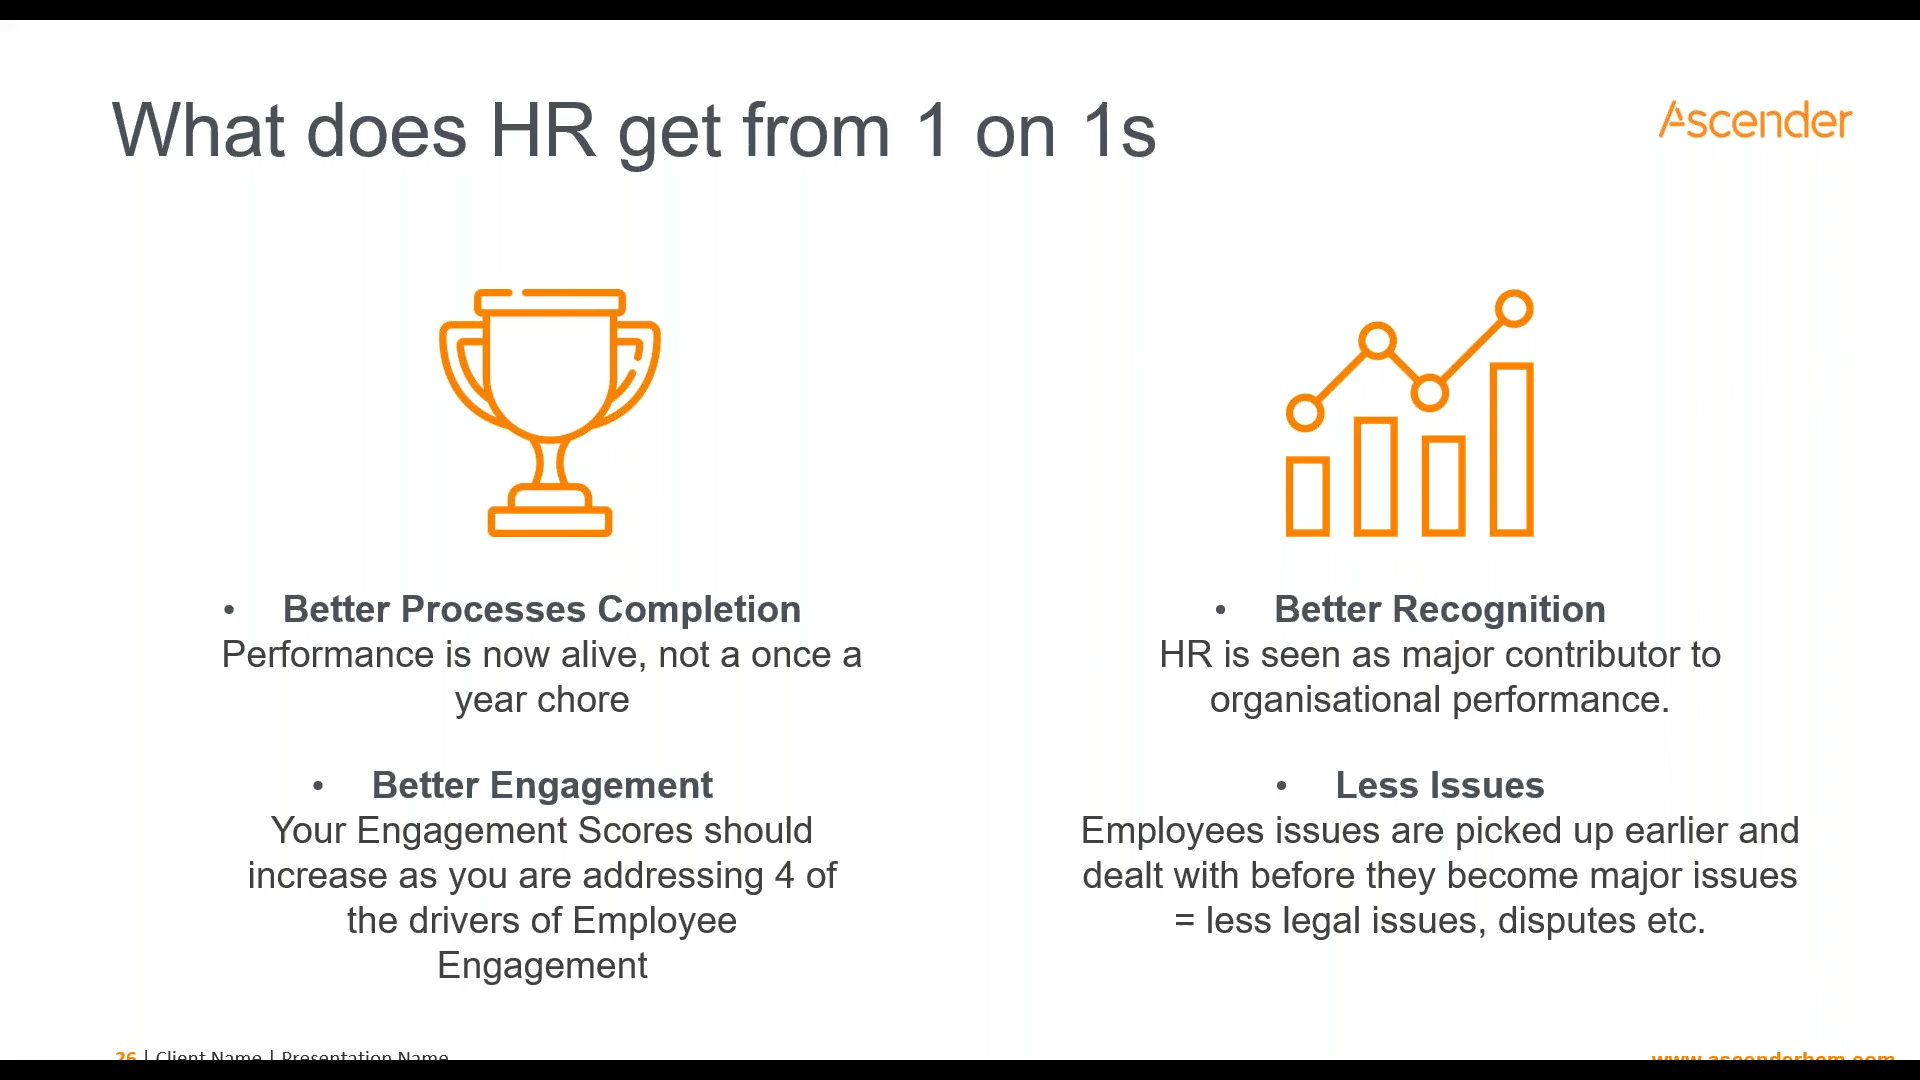 What does HR get from 1 on 1s
Ascender
• Better Processes Completion
Performance is now alive, not a once a
year chore
• Better Engagement
Your Engagement Scores should
increase as you are addressing 4 of
the drivers of Employee
Engagement
• Better Recognition
HR is seen as major contributor to
organisational performance.
• Less Issues
Employees issues are picked up earlier and
dealt with before they become major issues
= less legal issues, disputes etc.
26 | Client Name | Presentation Name
www.ascenderhcm.com